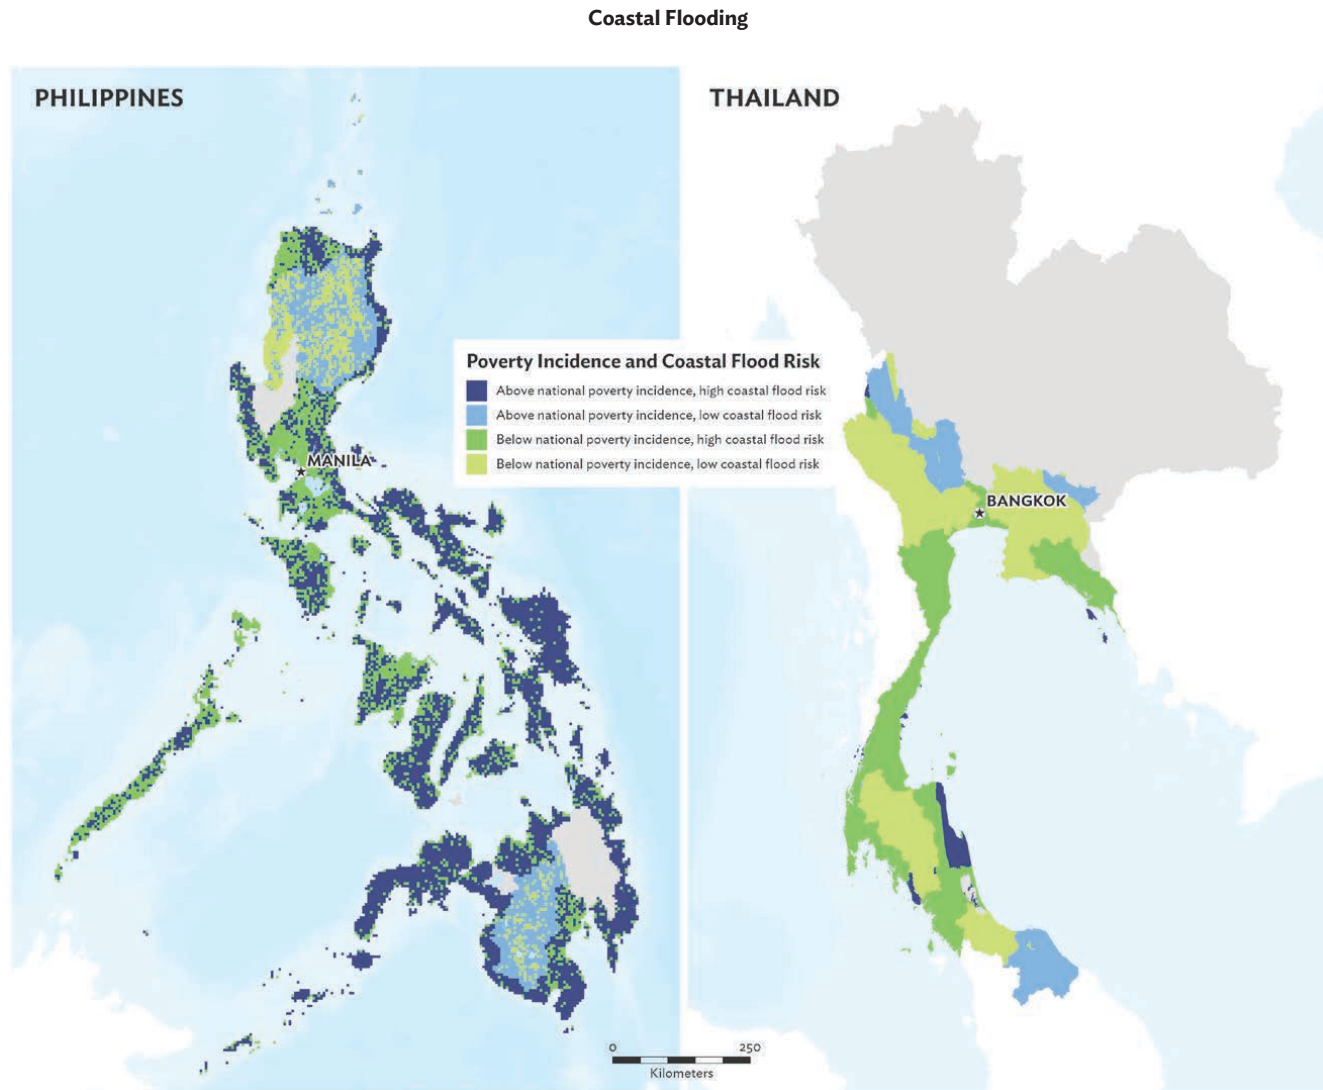 Coastal Flooding
PHILIPPINES
THAILAND
Poverty Incidence and Coastal Flood Risk
Above national poverty incidence, high coastal flood risk
Above national poverty incidence, low coastal flood risk
Below national poverty incidence, high coastal flood risk
Below national poverty incidence, low coastal flood risk
MANILA
BANGKOK
0 250
Kilometers